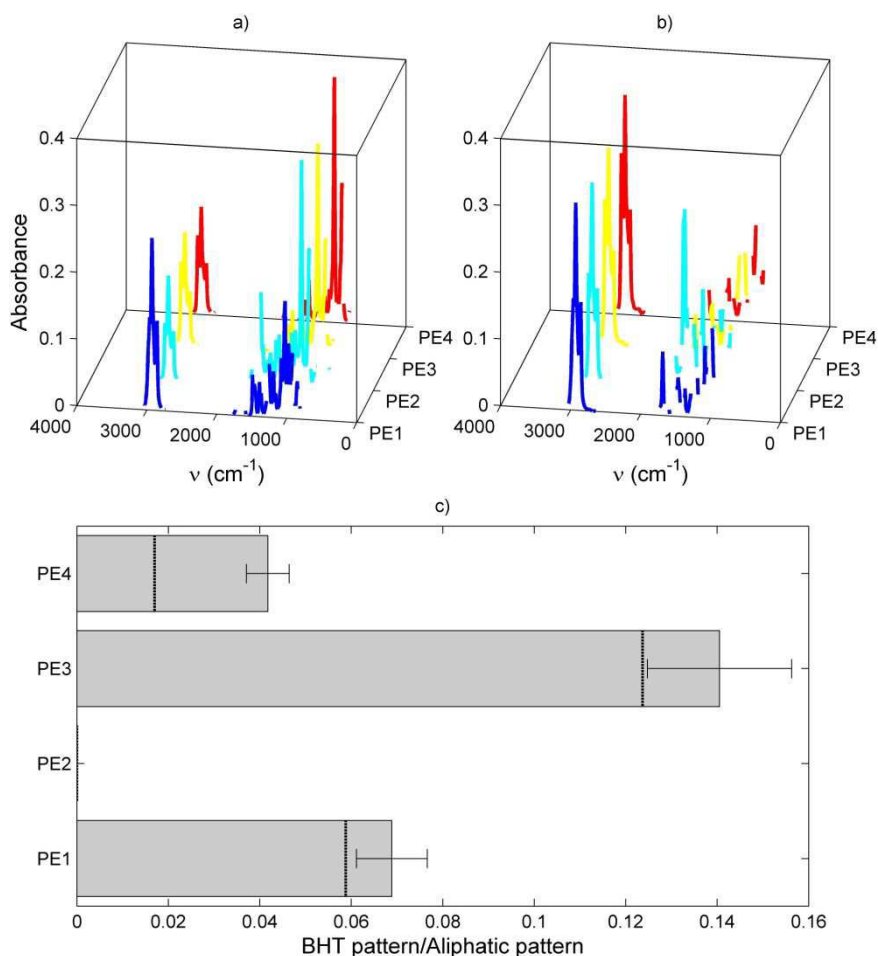 a)
b)
0.4
0.3
0.2
0.1
0
Absorbance
4000
3000
2000
1000
0
PE1
PE2
PE3
PE4
ν (cm⁻¹)
0.4
0.3
0.2
0.1
0
4000
3000
2000
1000
0
PE1
PE2
PE3
PE4
ν (cm⁻¹)
c)
PE4
PE3
PE2
PE1
0
0.02
0.04
0.06
0.08
0.1
0.12
0.14
0.16
BHT pattern/Aliphatic pattern